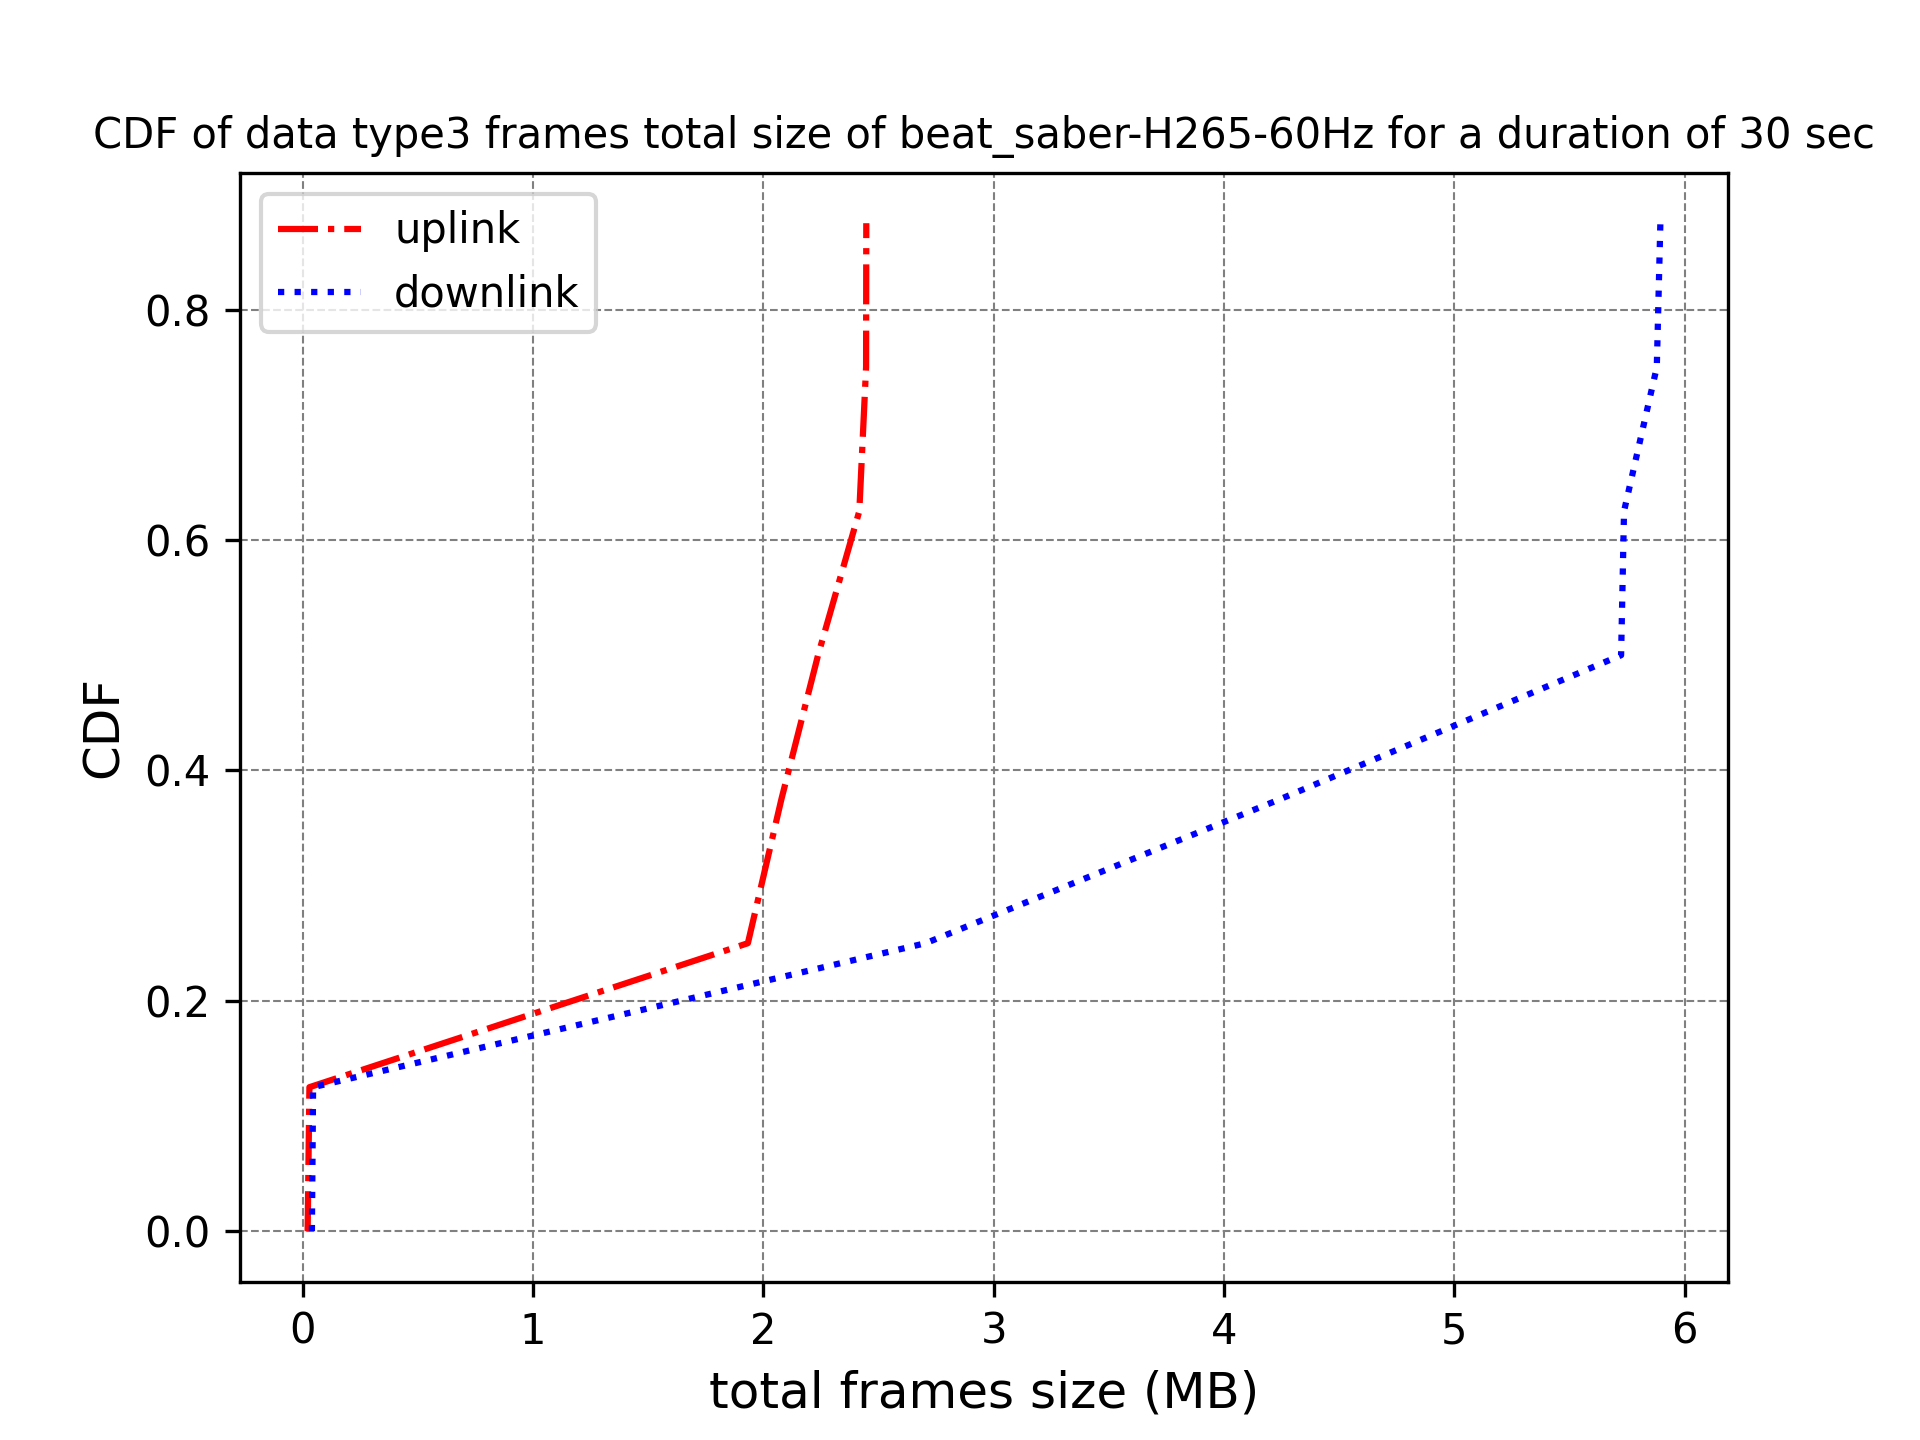 CDF of data type3 frames total size of beat_saber-H265-60Hz for a duration of 30 sec
uplink
downlink
0.8
0.6
0.4
0.2
0.0
CDF
0 1 2 3 4 5 6
total frames size (MB)